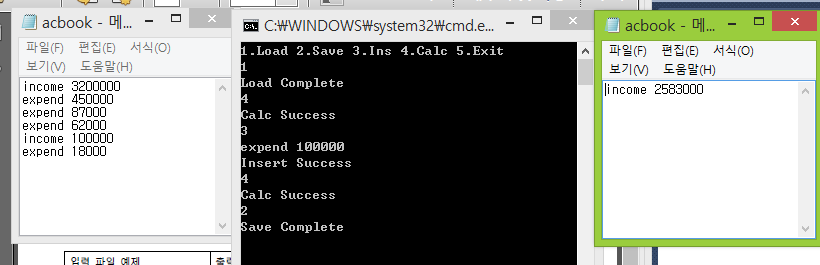 acbook - 메...
파일(F) 편집(E) 서식(O)
보기(V) 도움말(H)
income 3200000
expend 450000
expend 87000
expend 62000
income 100000
expend 18000
입력 파일 예제
C:₩WINDOWS₩system32₩cmd.e...
1.Load 2.Save 3.Ins 4.Calc 5.Exit
1
Load Complete
4
Calc Success
3
expend 100000
Insert Success
4
Calc Success
2
Save Complete
acbook - 메...
파일(F) 편집(E) 서식(O)
보기(V) 도움말(H)
income 2583000